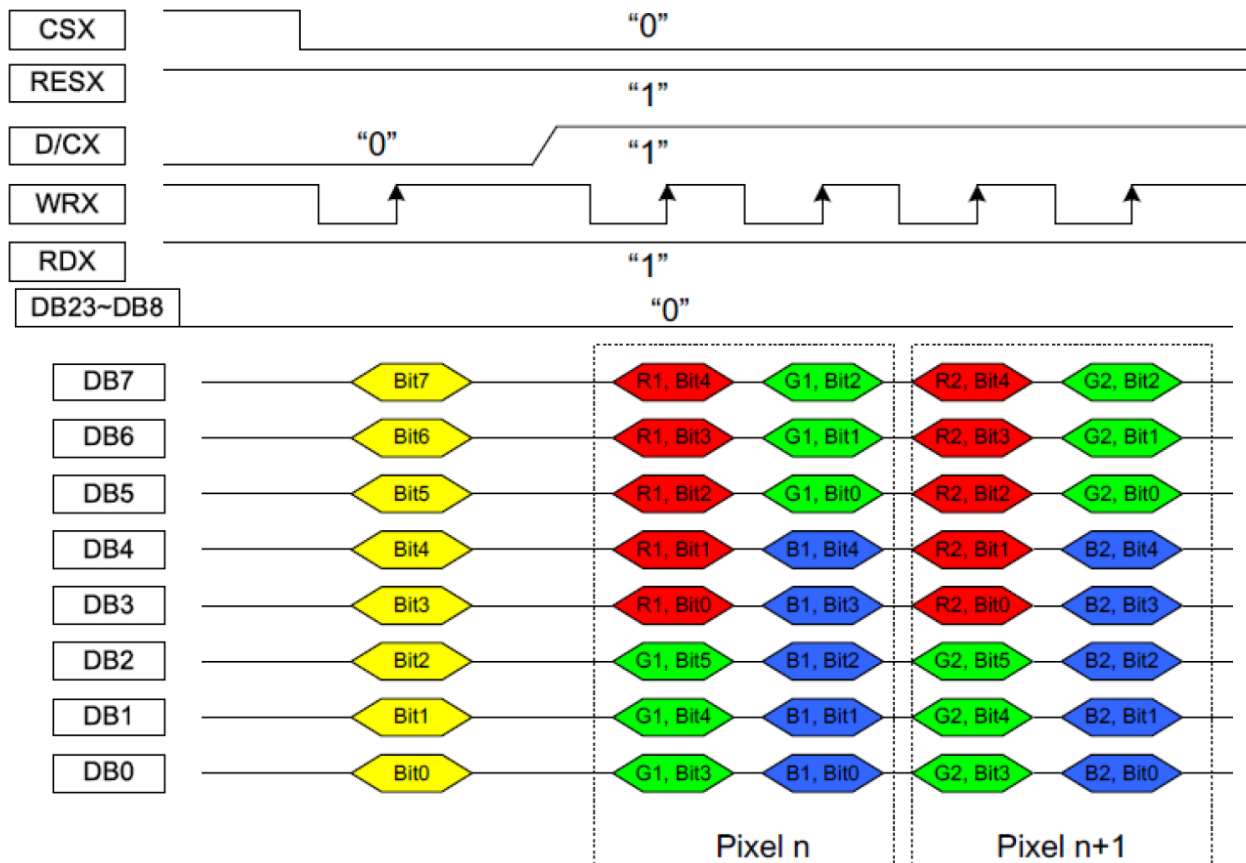 CSX “0”
RESX “1”
D/CX “0” “1”
WRX
RDX “1”
DB23~DB8 “0”
DB7 Bit7 R1, Bit4 G1, Bit2 R2, Bit4 G2, Bit2
DB6 Bit6 R1, Bit3 G1, Bit1 R2, Bit3 G2, Bit1
DB5 Bit5 R1, Bit2 G1, Bit0 R2, Bit2 G2, Bit0
DB4 Bit4 R1, Bit1 B1, Bit4 R2, Bit1 B2, Bit4
DB3 Bit3 R1, Bit0 B1, Bit3 R2, Bit0 B2, Bit3
DB2 Bit2 G1, Bit5 B1, Bit2 G2, Bit5 B2, Bit2
DB1 Bit1 G1, Bit4 B1, Bit1 G2, Bit4 B2, Bit1
DB0 Bit0 G1, Bit3 B1, Bit0 G2, Bit3 B2, Bit0
Pixel n Pixel n+1